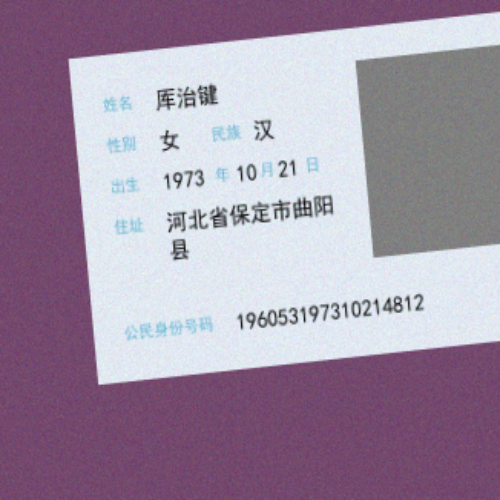 姓名 厍治键
性别 女 民族 汉
出生 1973 年 10 月 21 日
住址 河北省保定市曲阳
县
公民身份号码 196053197310214812